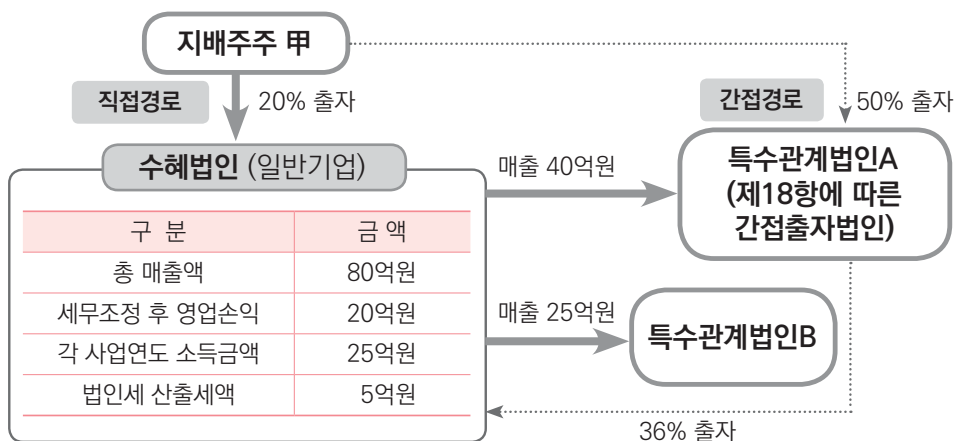 지배주주 甲
직접경로
20% 출자
간접경로
50% 출자
수혜법인 (일반기업)
구 분 금 액
총 매출액 80억원
세무조정 후 영업손익 20억원
각 사업연도 소득금액 25억원
법인세 산출세액 5억원
매출 40억원
특수관계법인A
(제18항에 따른
간접출자법인)
매출 25억원
특수관계법인B
36% 출자